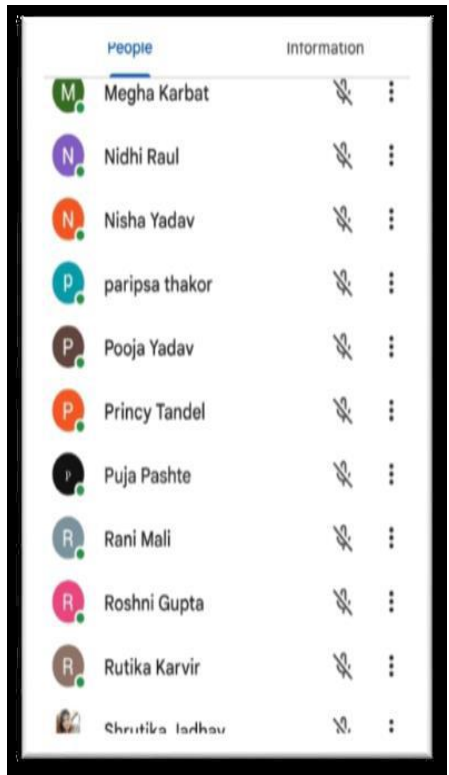 People Information
M Megha Karbat
N Nidhi Raul
N Nisha Yadav
p paripsa thakor
P Pooja Yadav
P Princy Tandel
P Puja Pashte
R Rani Mali
R Roshni Gupta
R Rutika Karvir
Shrutika Jadhav